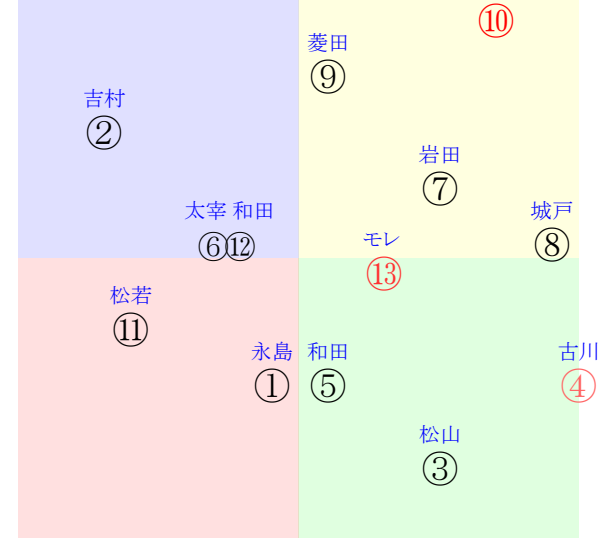 ⑩
菱田
⑨
吉村
②
岩田
⑦
太宰 和田
⑥⑫
城戸
⑧
モレ
⑬
松若
⑪
永島
①
和田
⑤
古川
④
松山
③